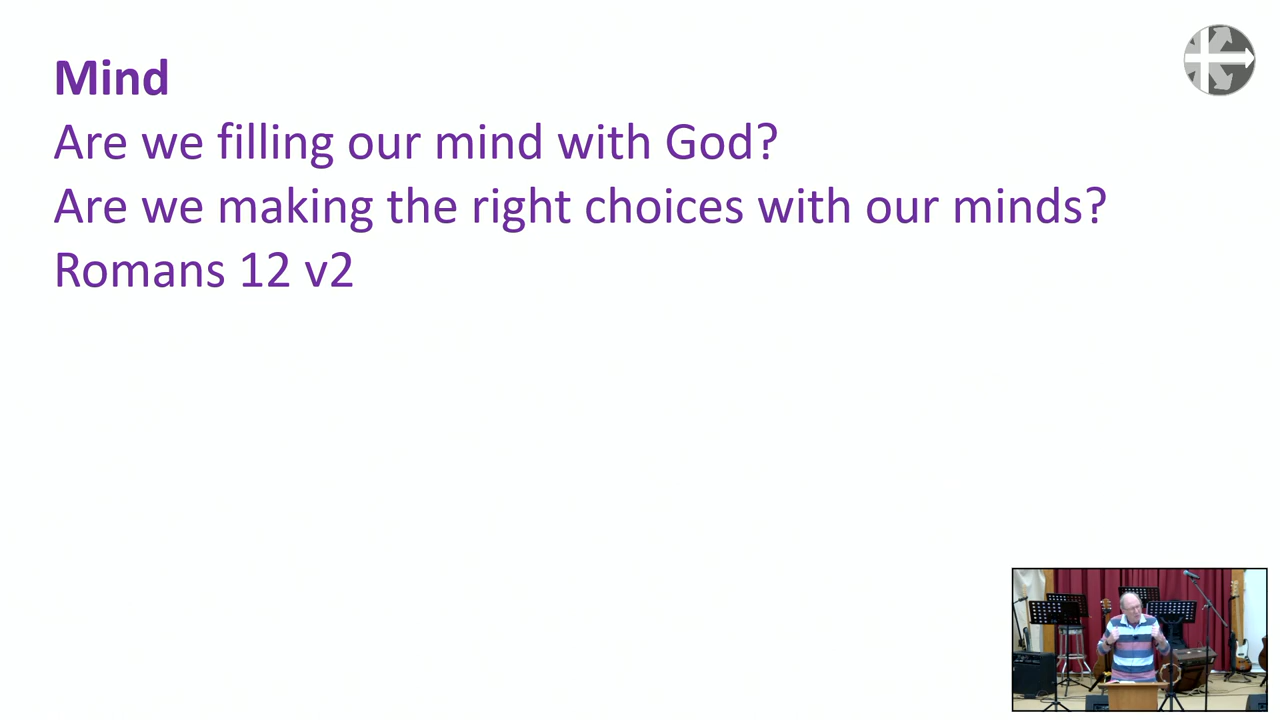 Mind
Are we filling our mind with God?
Are we making the right choices with our minds?
Romans 12 v2